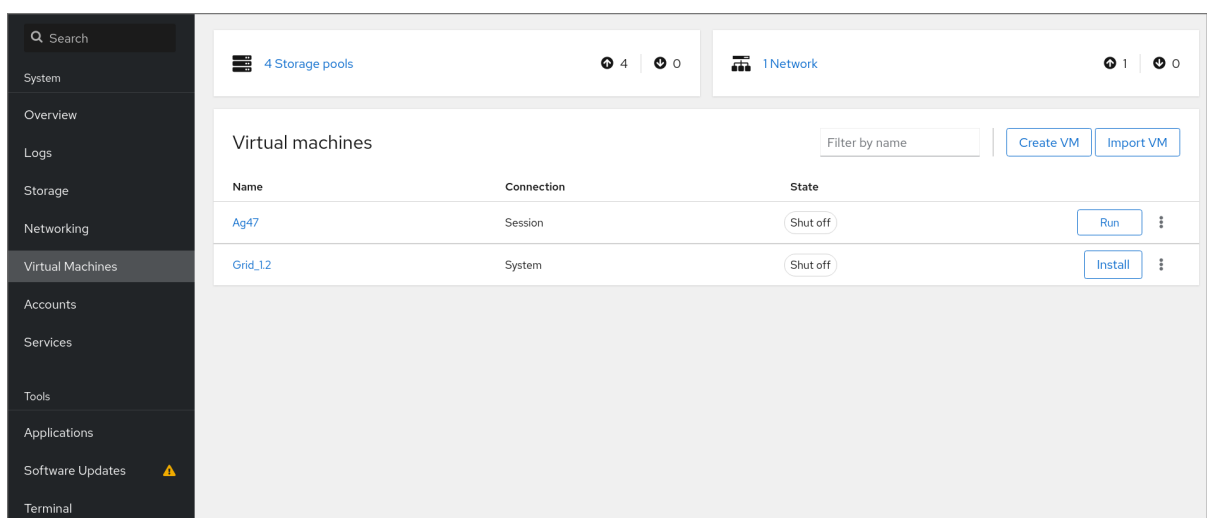 Search
System
Overview
Logs
Storage
Networking
Virtual Machines
Accounts
Services
Tools
Applications
Software Updates
Terminal
4 Storage pools 4 0
1 Network 1 0
Virtual machines Filter by name Create VM Import VM
Name Connection State
Ag47 Session Shut off Run
Grid_1.2 System Shut off Install